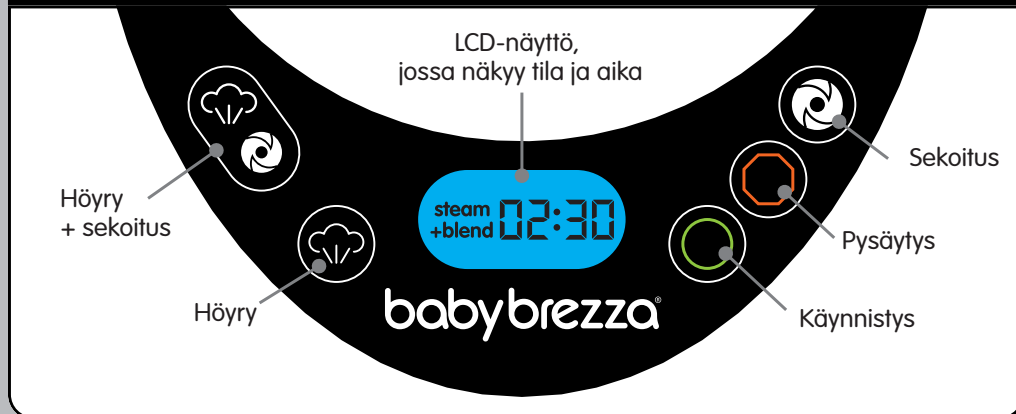 LCD-näyttö,
jossa näkyy tila ja aika
Sekoitus
Höyry
+ sekoitus
steam
+blend
02:30
Pysäytys
Höyry
babybrezza®
Käynnistys